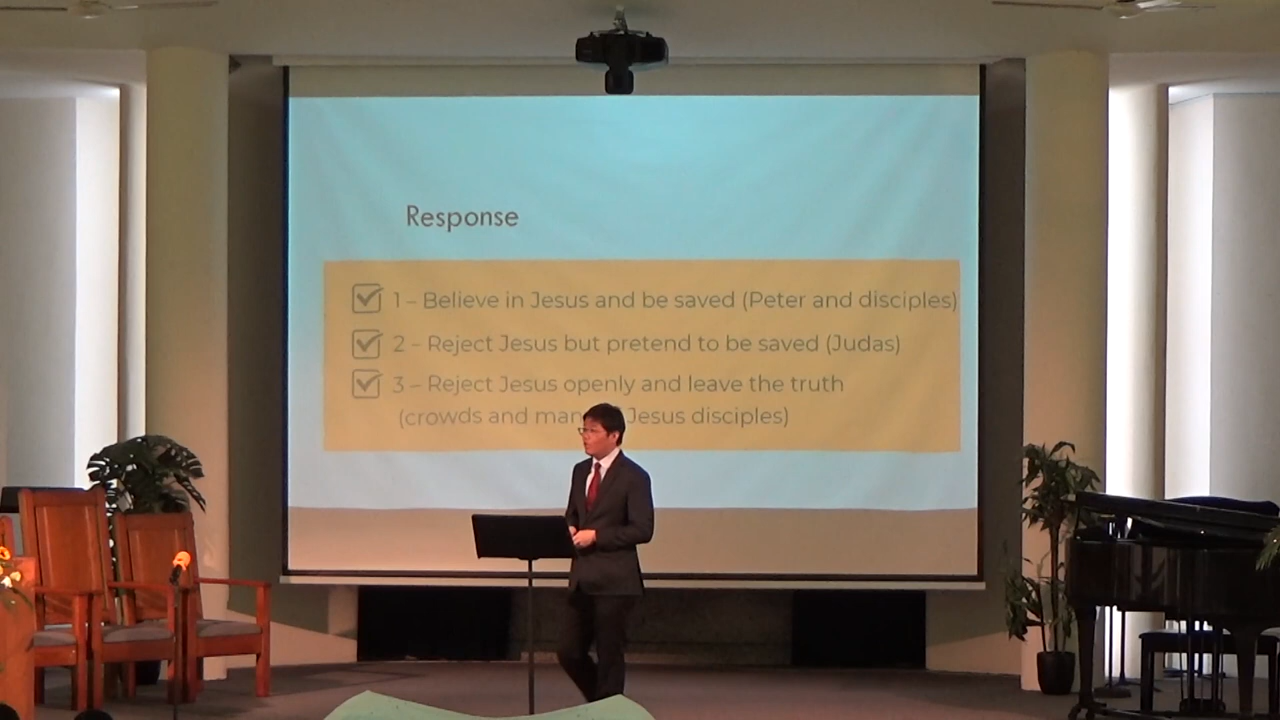 Response
1 – Believe in Jesus and be saved (Peter and disciples)
2 – Reject Jesus but pretend to be saved (Judas)
3 – Reject Jesus openly and leave the truth
(crowds and Jesus disciples)